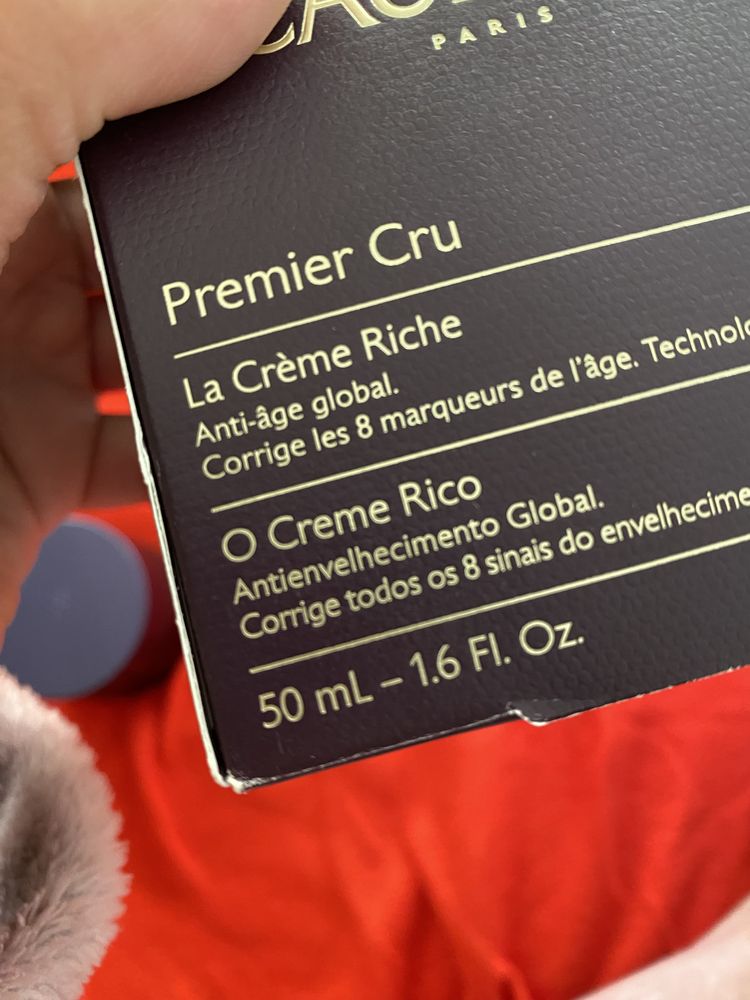 PARIS
Premier Cru
La Crème Riche
Anti-âge global.
Corrige les 8 marqueurs de l'âge.
O Creme Rico
Antienvelhecimento Global.
Corrige todos os 8 sinais do
50 mL – 1.6 Fl. Oz.